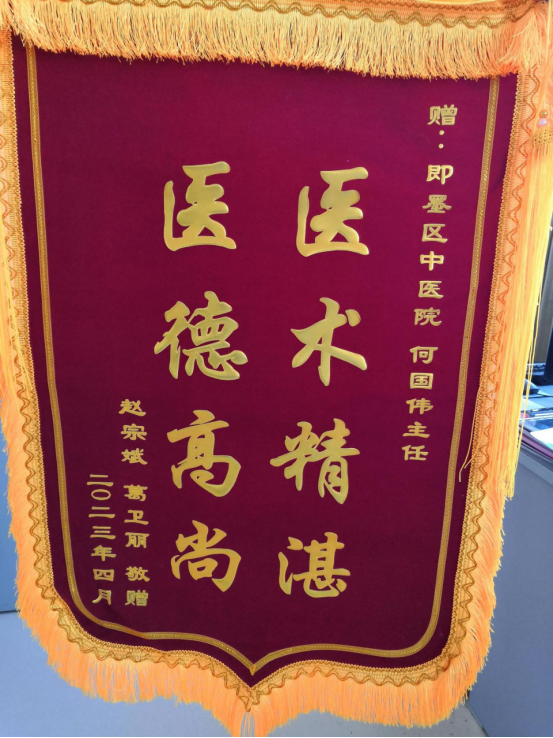 赠：即墨区中医院 何国伟主任
医术精湛
医德高尚
赵宗斌 葛卫丽 敬赠
二〇二三年四月